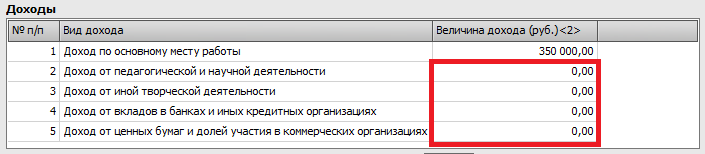 Доходы
№ п/п Вид дохода Величина дохода (руб.)<2>
1 Доход по основному месту работы 350 000,00
2 Доход от педагогической и научной деятельности 0,00
3 Доход от иной творческой деятельности 0,00
4 Доход от вкладов в банках и иных кредитных организациях 0,00
5 Доход от ценных бумаг и долей участия в коммерческих организациях 0,00